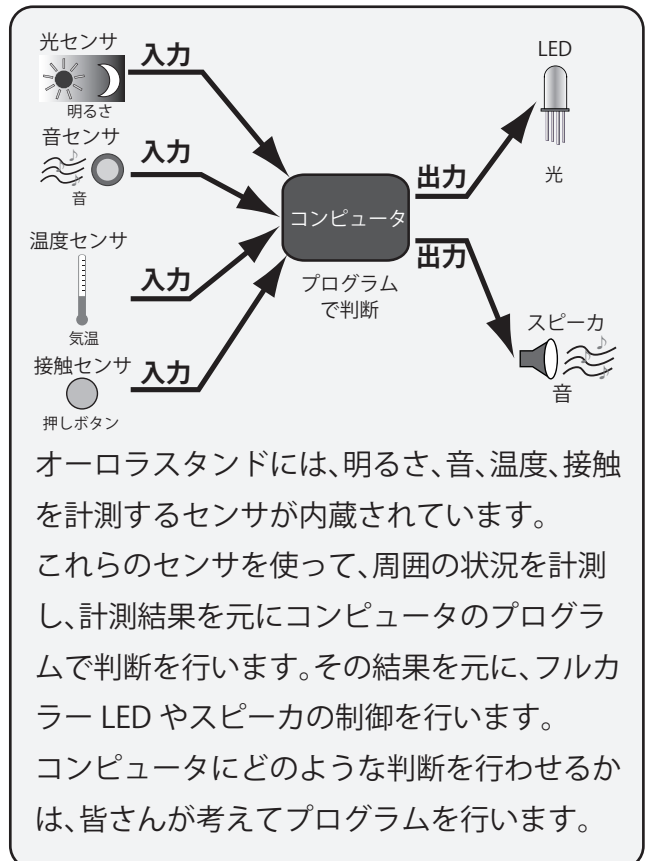 光センサ
入力
明るさ
音センサ
入力
音
温度センサ
入力
気温
接触センサ
入力
押しボタン
コンピュータ
プログラム
で判断
出力
出力
LED
光
スピーカ
音
オーロラスタンドには、明るさ、音、温度、接触
を計測するセンサが内蔵されています。
これらのセンサを使って、周囲の状況を計測
し、計測結果を元にコンピュータのプログラ
ムで判断を行います。その結果を元に、フルカ
ラー LED やスピーカの制御を行います。
コンピュータにどのような判断を行わせるか
は、皆さんが考えてプログラムを行います。